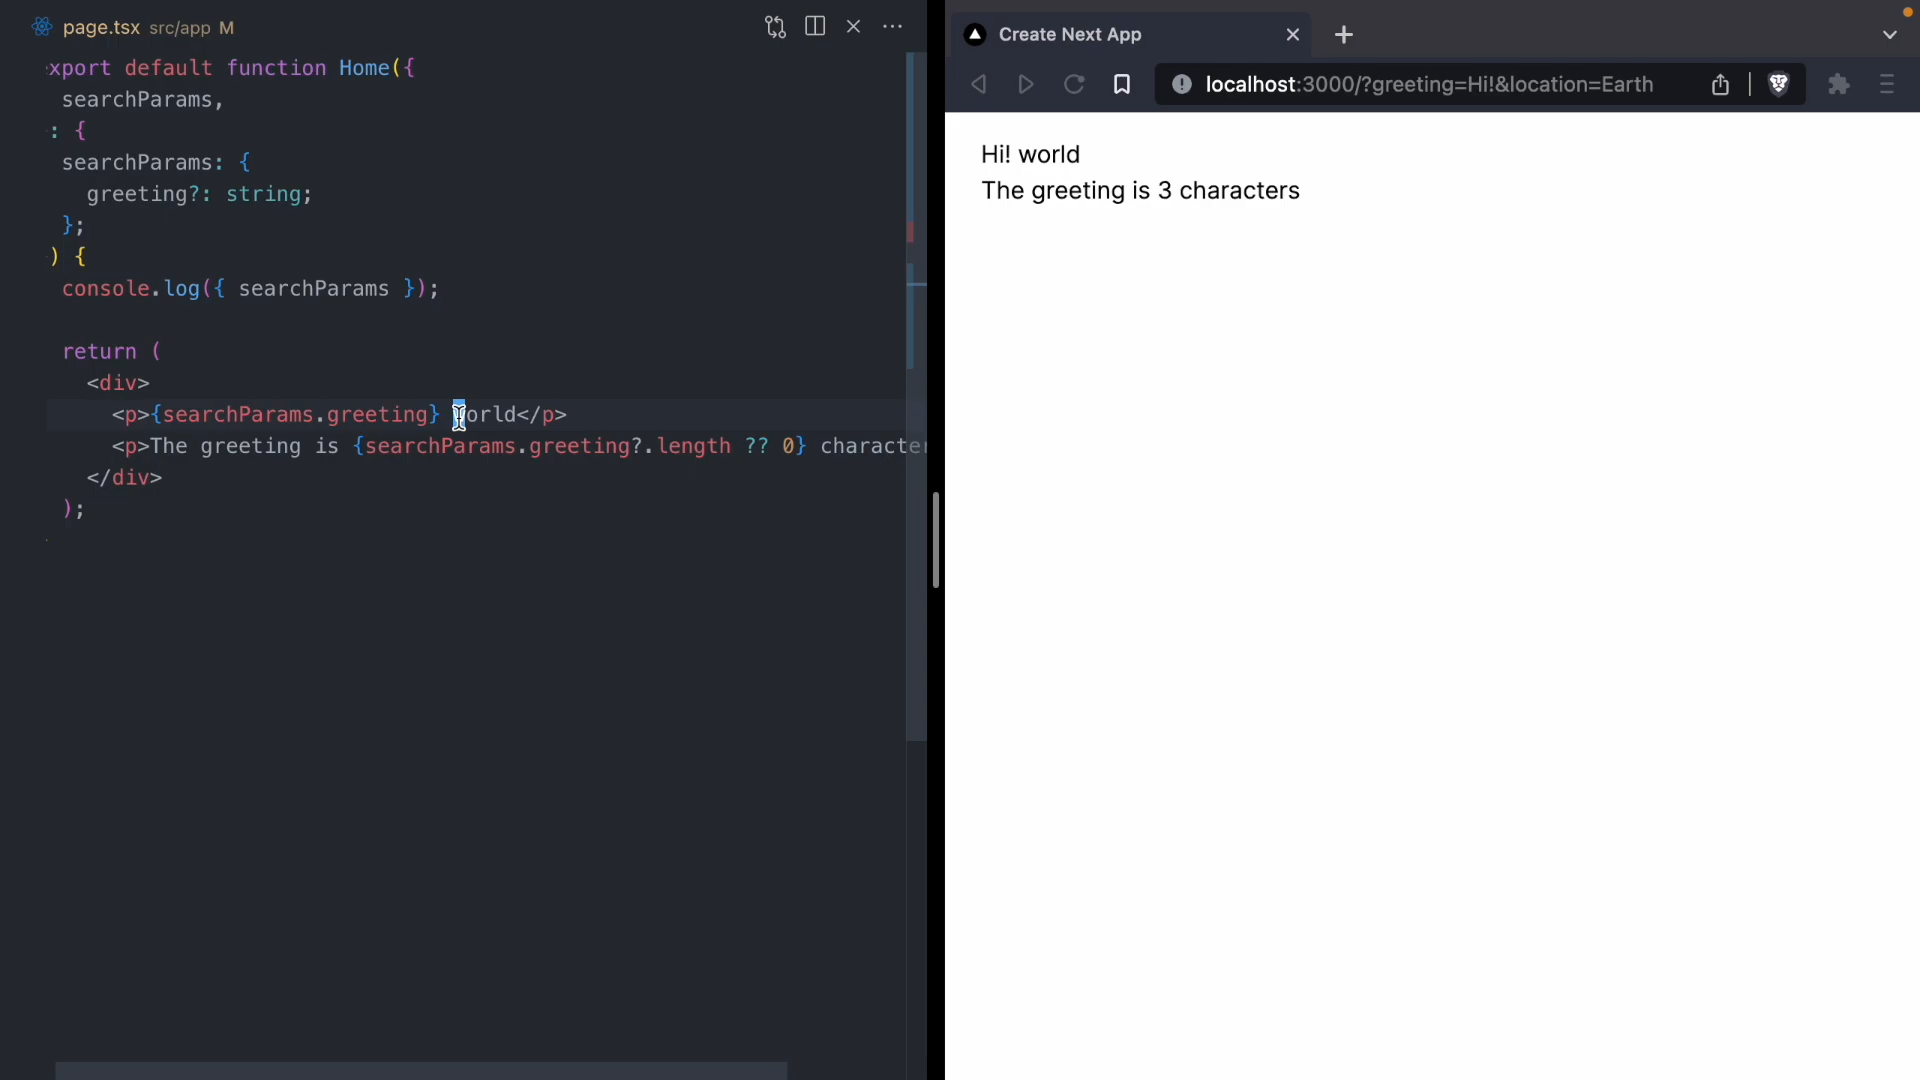 page.tsx src/app M
xport default function Home({
searchParams,
: {
searchParams: {
greeting?: string;
};
) {
console.log({ searchParams });
return (
<div>
<p>{searchParams.greeting} world</p>
<p>The greeting is {searchParams.greeting?.length ?? 0} character
</div>
);
Create Next App
localhost:3000/?greeting=Hi!&location=Earth
Hi! world
The greeting is 3 characters